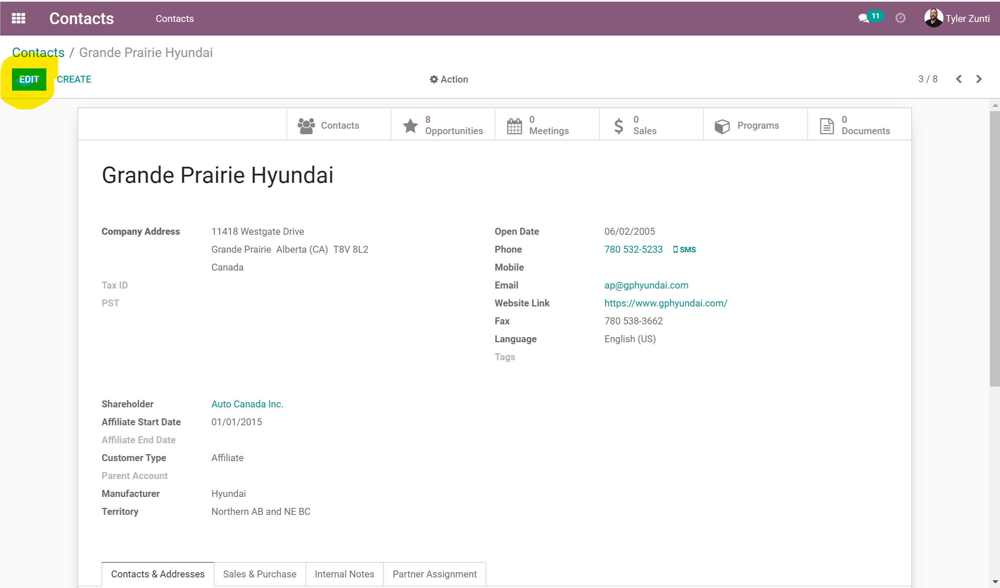 Contacts Contacts 11 Tyler Zunti
Contacts / Grande Prairie Hyundai
EDIT CREATE Action 3 / 8
Contacts
8
Opportunities
0
Meetings
0
Sales
Programs
0
Documents
Grande Prairie Hyundai
Company Address 11418 Westgate Drive
Grande Prairie Alberta (CA) T8V 8L2
Canada
Tax ID
PST
Open Date 06/02/2005
Phone 780 532-5233 SMS
Mobile
Email ap@gphyundai.com
Website Link https://www.gphyundai.com/
Fax 780 538-3662
Language English (US)
Tags
Shareholder Auto Canada Inc.
Affiliate Start Date 01/01/2015
Affiliate End Date
Customer Type Affiliate
Parent Account
Manufacturer Hyundai
Territory Northern AB and NE BC
Contacts & Addresses Sales & Purchase Internal Notes Partner Assignment